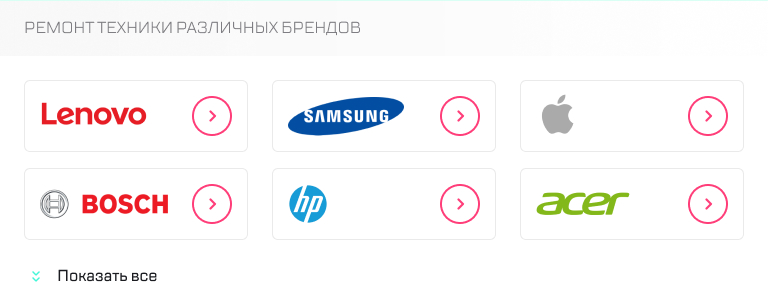 РЕМОНТ ТЕХНИКИ РАЗЛИЧНЫХ БРЕНДОВ
Lenovo SAMSUNG
BOSCH hp acer
Показать все